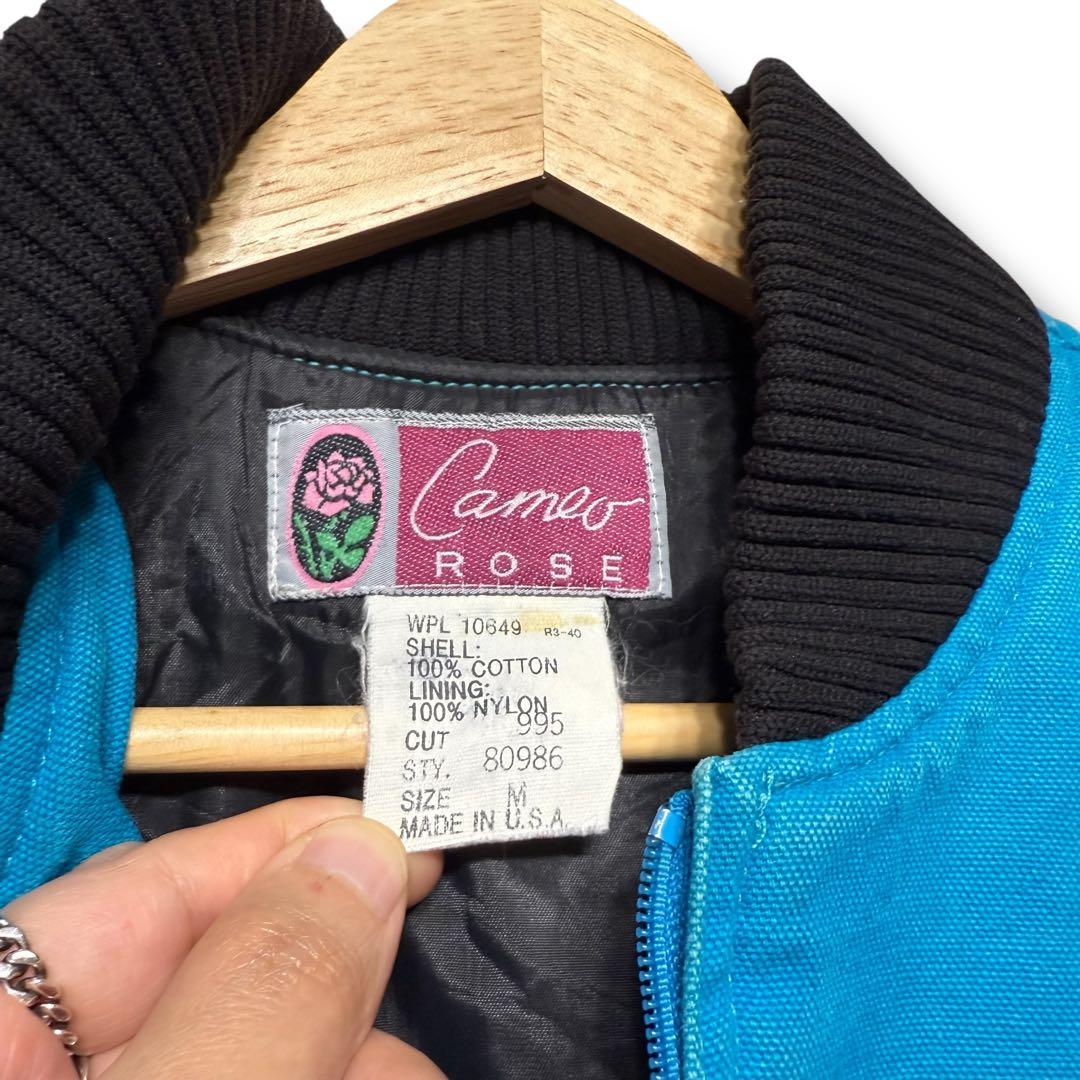 Cameo
ROSE
WPL 10649 R3-40
SHELL:
100% COTTON
LINING:
100% NYLON
995
CUT
STY. 80986
SIZE M
MADE IN U.S.A.